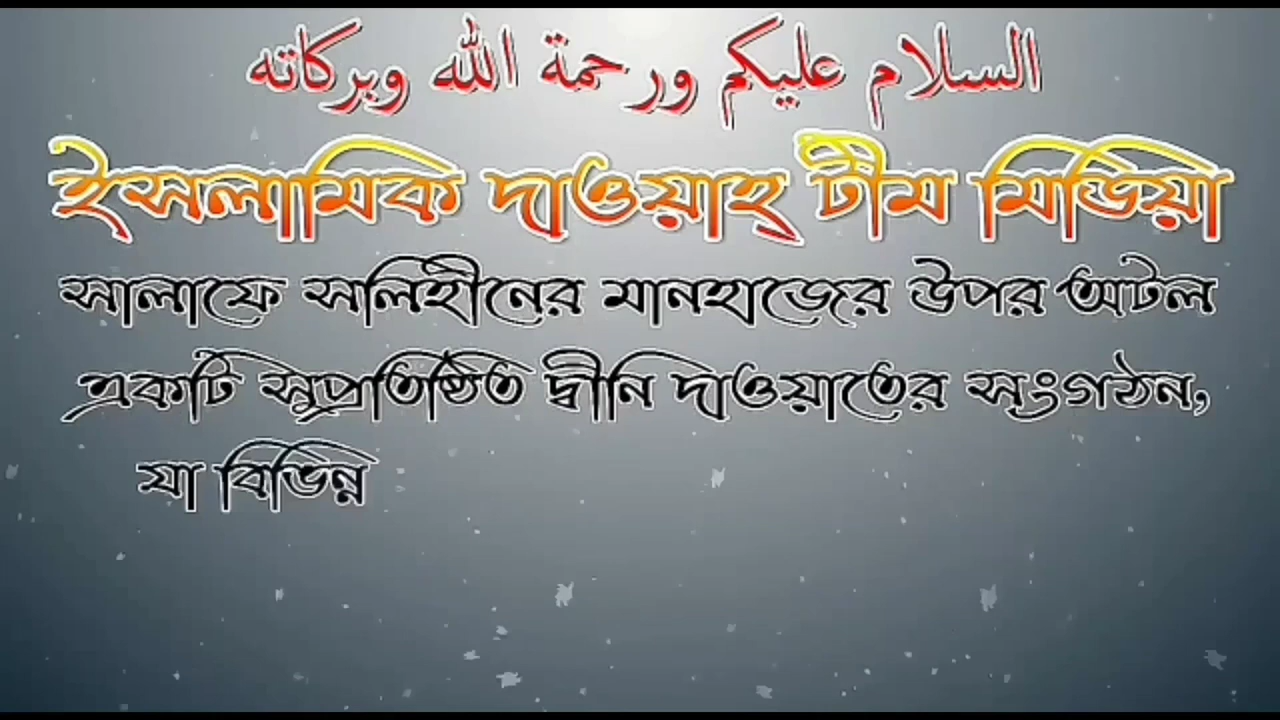 السلام عليكم ورحمة الله وبركاته
ইসলামিক দাওয়াহ্ টীম মিডিয়া
সালাফে সলিহীনের মানহাজের উপর অটল
একটি সুপ্রতিষ্ঠিত দ্বীনি দাওয়াতের সংগঠন,
যা বিভিন্ন